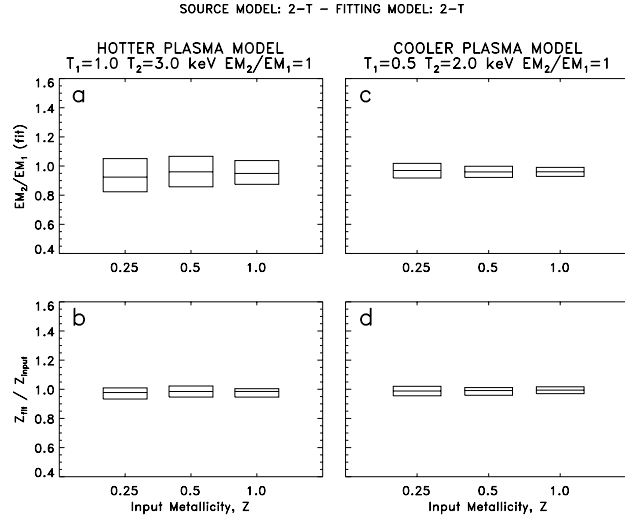 SOURCE MODEL: 2-T - FITTING MODEL: 2-T
HOTTER PLASMA MODEL
T₁=1.0 T₂=3.0 keV EM₂/EM₁=1
COOLER PLASMA MODEL
T₁=0.5 T₂=2.0 keV EM₂/EM₁=1
EM₂/EM₁ (fit)
1.6
1.4
1.2
1.0
0.8
0.6
0.4
a
0.25 0.5 1.0
c
0.25 0.5 1.0
Z_fit / Z_input
1.6
1.4
1.2
1.0
0.8
0.6
0.4
b
0.25 0.5 1.0
Input Metallicity, Z
d
0.25 0.5 1.0
Input Metallicity, Z